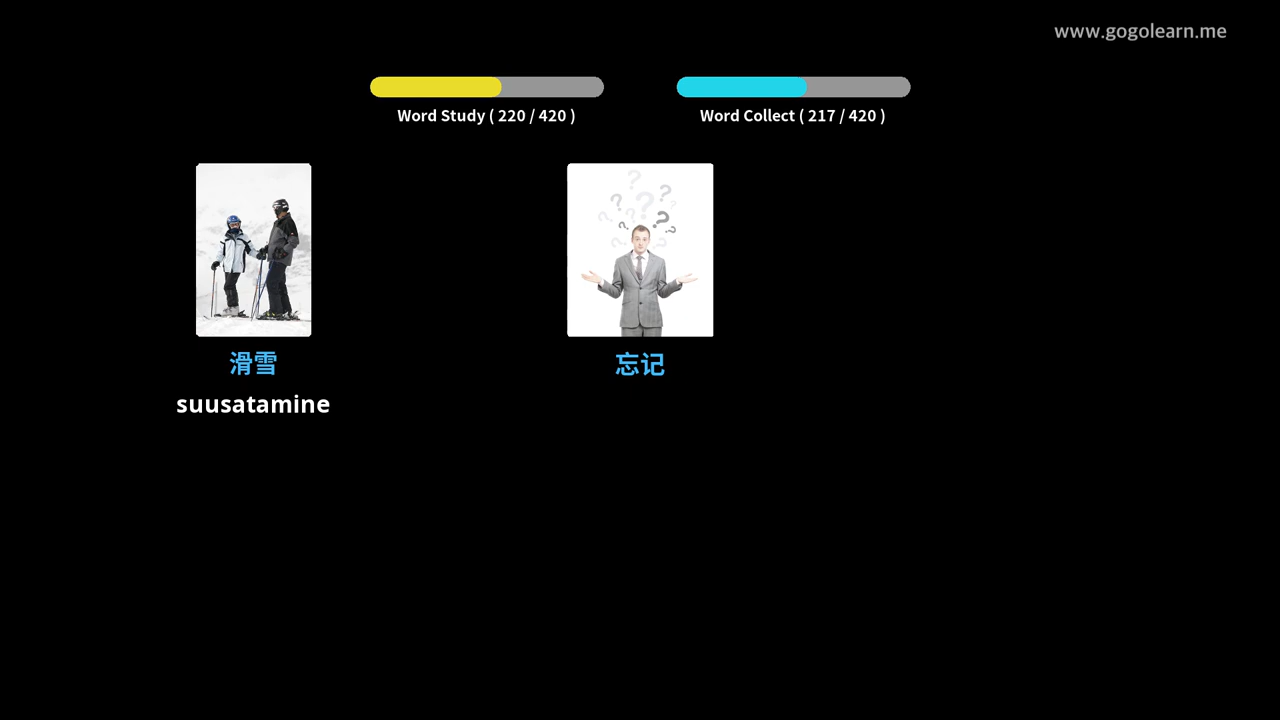 www.gogolearn.me
Word Study ( 220 / 420 )
Word Collect ( 217 / 420 )
滑雪
忘记
suusatamine